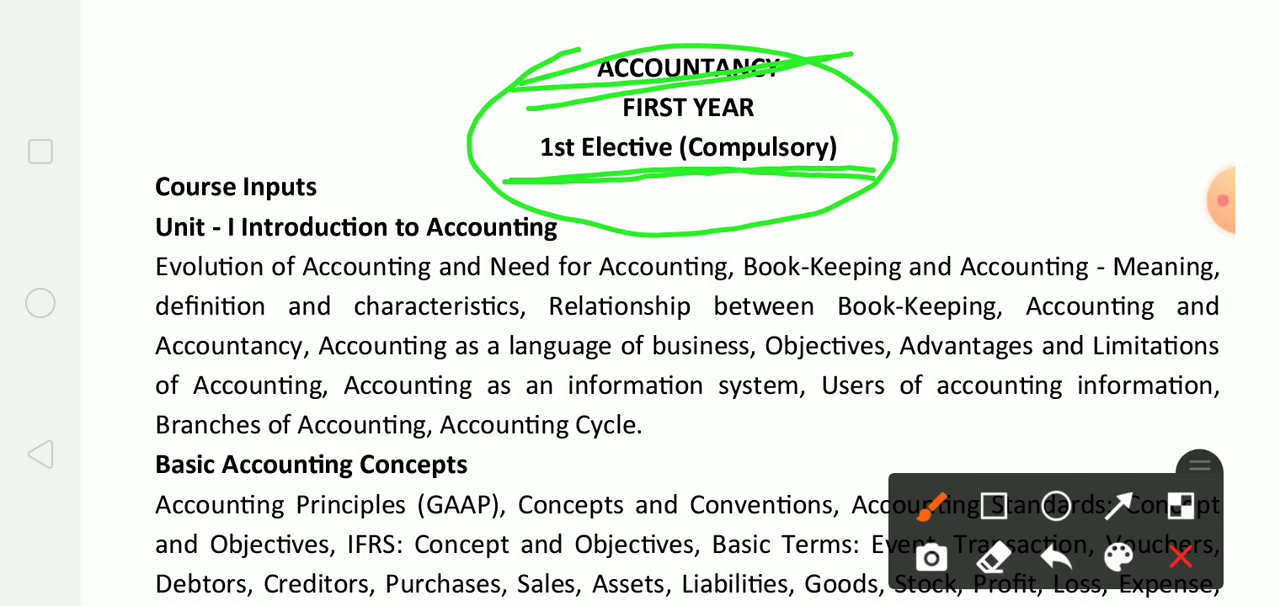 ACCOUNTANCY
FIRST YEAR
1st Elective (Compulsory)
Course Inputs
Unit - I Introduction to Accounting
Evolution of Accounting and Need for Accounting, Book-Keeping and Accounting - Meaning,
definition and characteristics, Relationship between Book-Keeping, Accounting and
Accountancy, Accounting as a language of business, Objectives, Advantages and Limitations
of Accounting, Accounting as an information system, Users of accounting information,
Branches of Accounting, Accounting Cycle.
Basic Accounting Concepts
Accounting Principles (GAAP), Concepts and Conventions, Accounting Standards: Concept
and Objectives, IFRS: Concept and Objectives, Basic Terms: Event, Transaction, Vouchers,
Debtors, Creditors, Purchases, Sales, Assets, Liabilities, Goods, Stock, Profit, Loss, Expense,